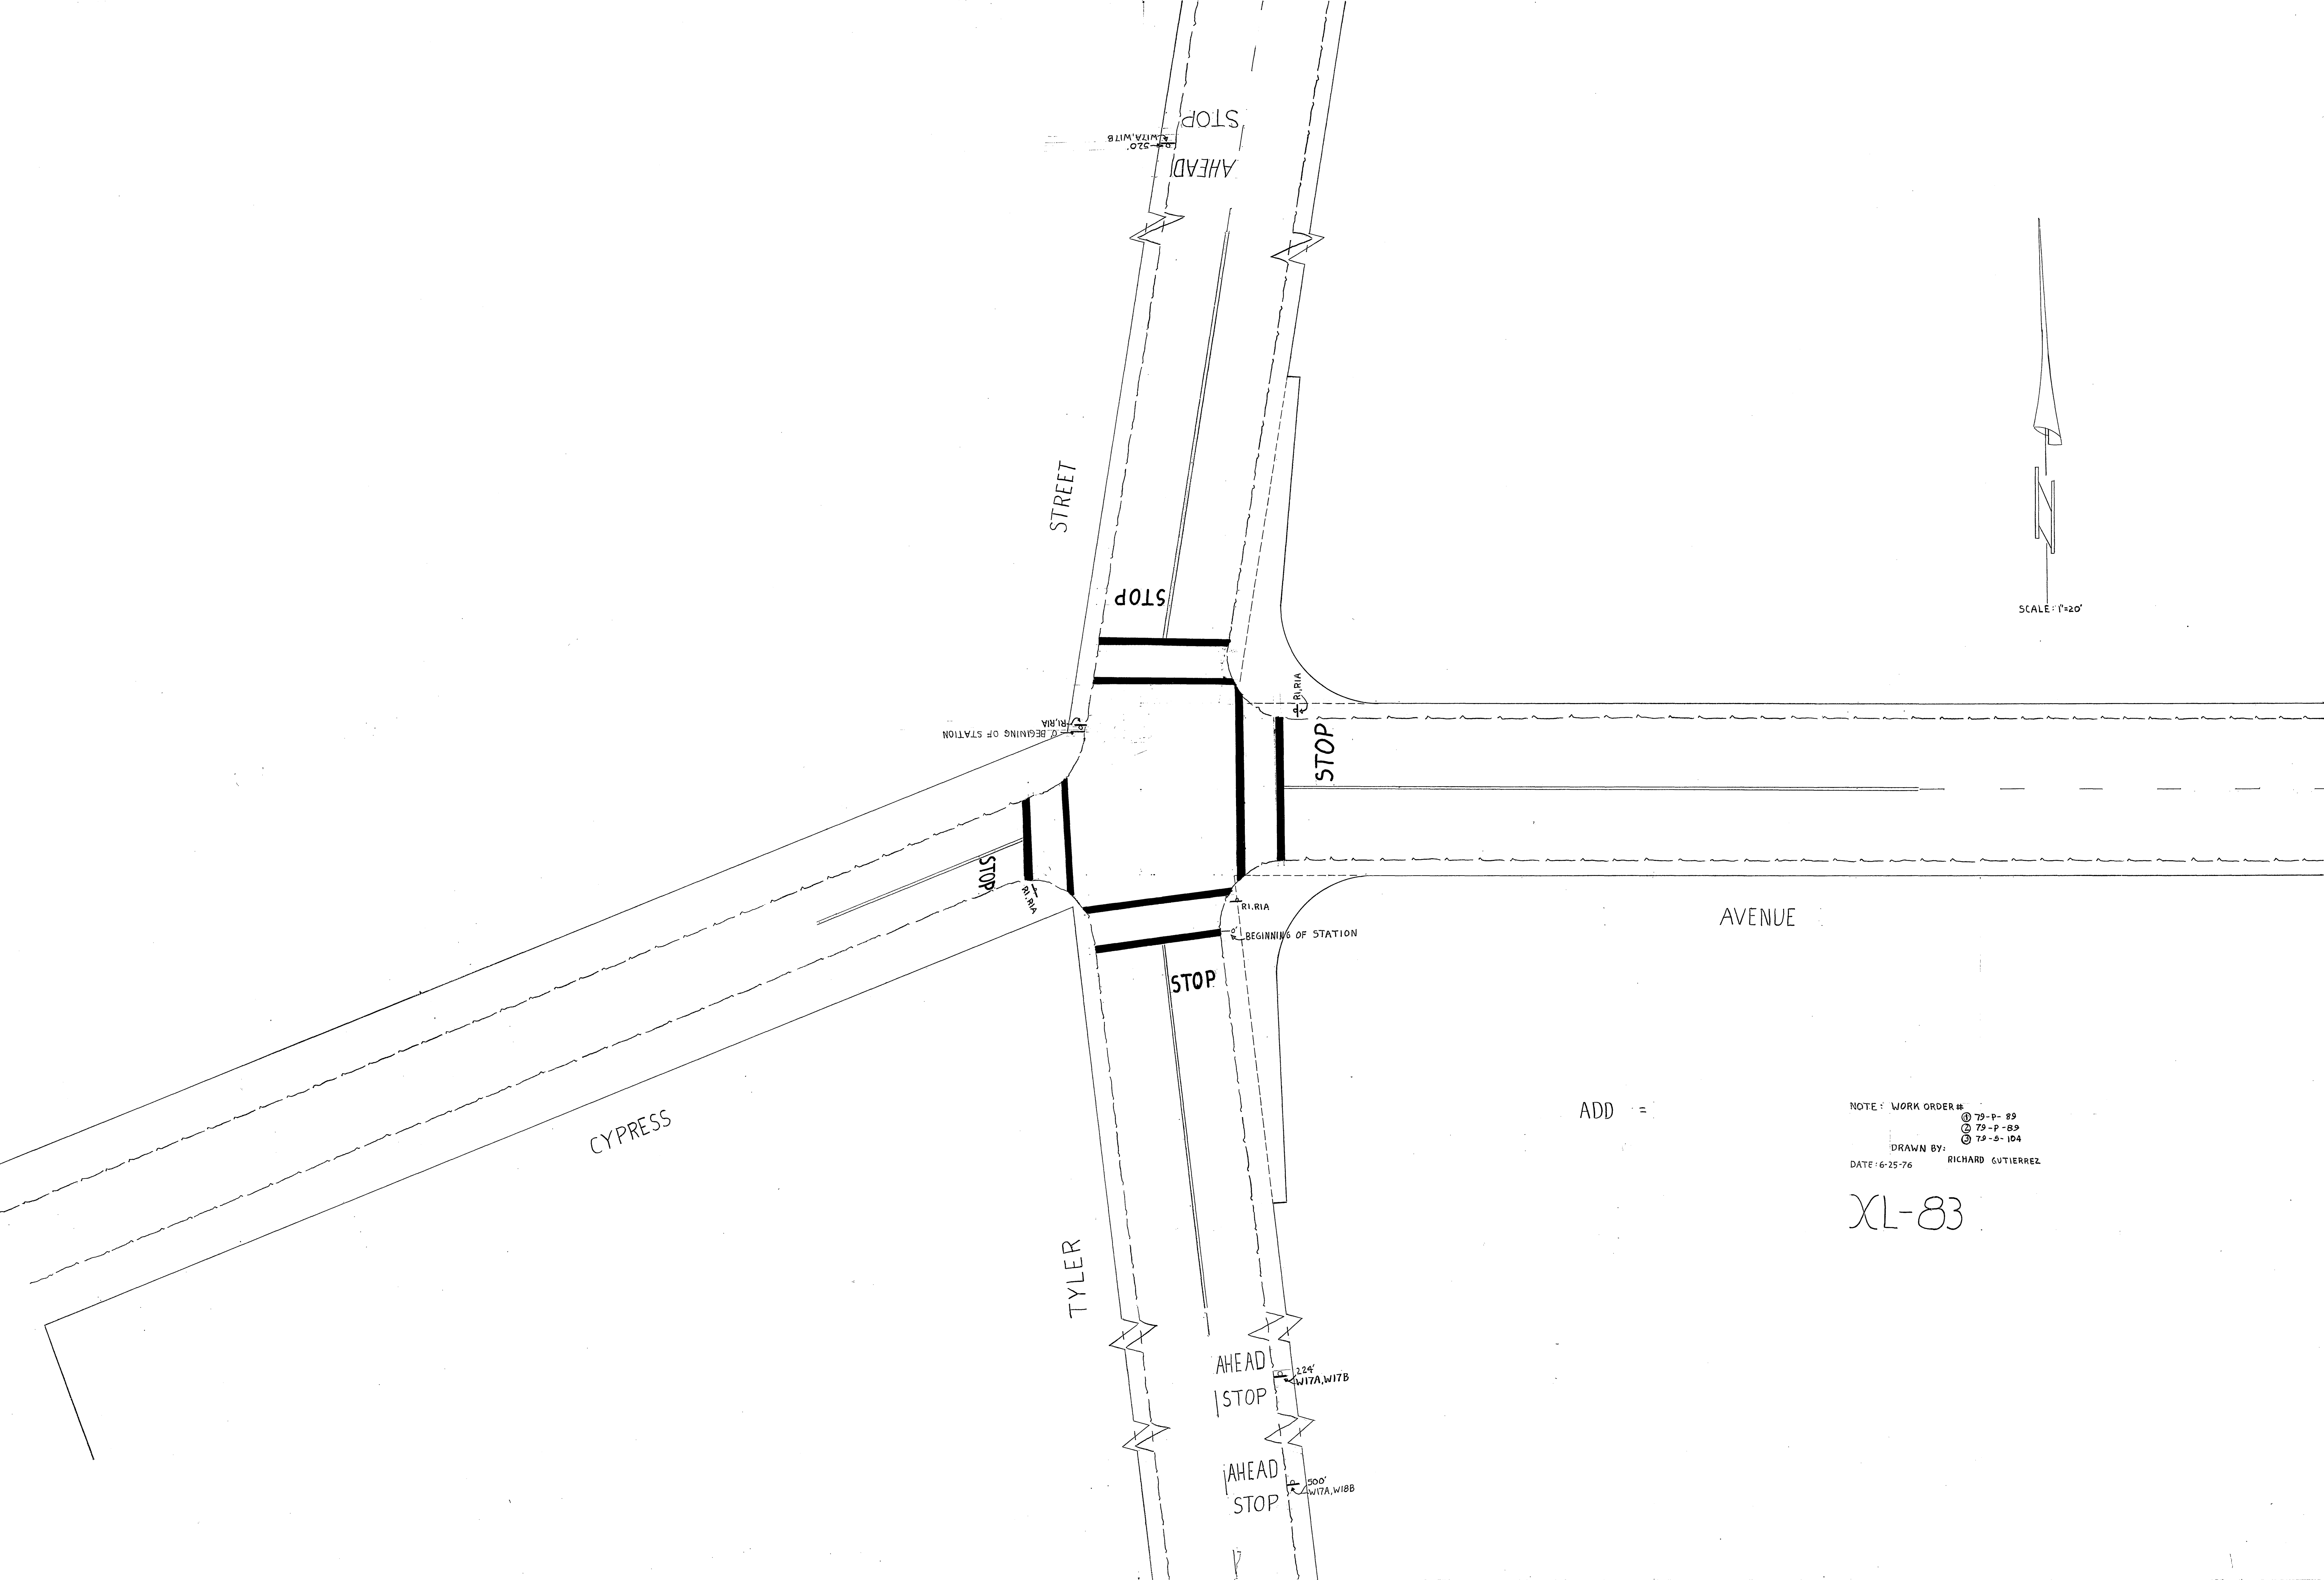 STOP
W17A,W17B
520'
AHEAD
STREET
STOP
SCALE: 1"=20'
R1,R1A
R1,R1A
0' BEGINING OF STATION
STOP
STOP
R1,R1A
R1,R1A
0' BEGINNING OF STATION
AVENUE
STOP
CYPRESS
ADD =
NOTE: WORK ORDER #
① 79-P-89
② 79-P-89
③ 79-S-104
DRAWN BY:
RICHARD GUTIERREZ
DATE: 6-25-76
XL-83
TYLER
AHEAD
STOP
224'
W17A,W17B
AHEAD
STOP
500'
W17A,W18B